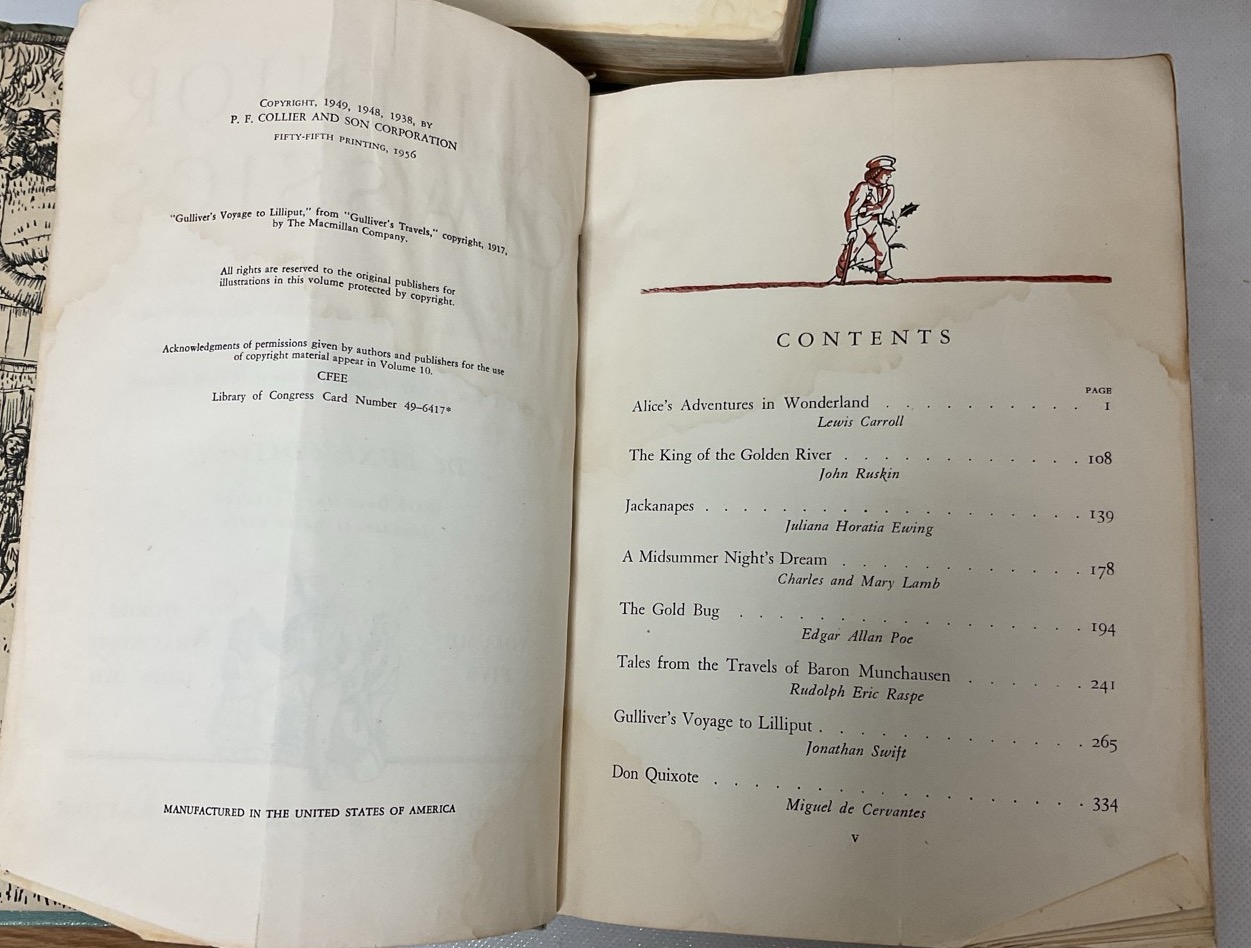 COPYRIGHT, 1949, 1948, 1938, BY
P. F. COLLIER AND SON CORPORATION
FIFTY-FIFTH PRINTING, 1956
"Gulliver's Voyage to Lilliput," from "Gulliver's Travels," copyright, 1917,
by The Macmillan Company.
All rights are reserved to the original publishers for
illustrations in this volume protected by copyright.
Acknowledgments of permissions given by authors and publishers for the use
of copyright material appear in Volume 10.
CFEE
Library of Congress Card Number 49–6417*
MANUFACTURED IN THE UNITED STATES OF AMERICA
CONTENTS
PAGE
Alice's Adventures in Wonderland . . . . . . . . . . 1
Lewis Carroll
The King of the Golden River . . . . . . . . . . . . 108
John Ruskin
Jackanapes . . . . . . . . . . . . . . . . . . 139
Juliana Horatia Ewing
A Midsummer Night's Dream . . . . . . . . . . . . 178
Charles and Mary Lamb
The Gold Bug . . . . . . . . . . . . . . . . 194
Edgar Allan Poe
Tales from the Travels of Baron Munchausen . . . . . . 241
Rudolph Eric Raspe
Gulliver's Voyage to Lilliput . . . . . . . . . . . . . 265
Jonathan Swift
Don Quixote . . . . . . . . . . . . . . . . . 334
Miguel de Cervantes
v